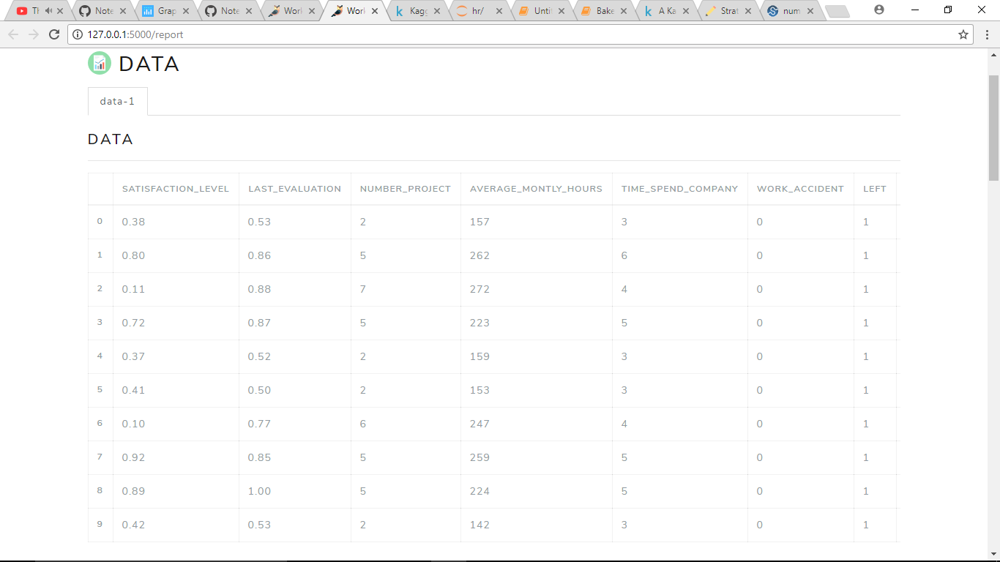 Th
Note
Grap
Note
Work
Work
Kagg
hr/
Untit
Bake
A Ka
Strat
num
127.0.0.1:5000/report
DATA
data-1
DATA
SATISFACTION_LEVEL LAST_EVALUATION NUMBER_PROJECT AVERAGE_MONTLY_HOURS TIME_SPEND_COMPANY WORK_ACCIDENT LEFT
0 0.38 0.53 2 157 3 0 1
1 0.80 0.86 5 262 6 0 1
2 0.11 0.88 7 272 4 0 1
3 0.72 0.87 5 223 5 0 1
4 0.37 0.52 2 159 3 0 1
5 0.41 0.50 2 153 3 0 1
6 0.10 0.77 6 247 4 0 1
7 0.92 0.85 5 259 5 0 1
8 0.89 1.00 5 224 5 0 1
9 0.42 0.53 2 142 3 0 1